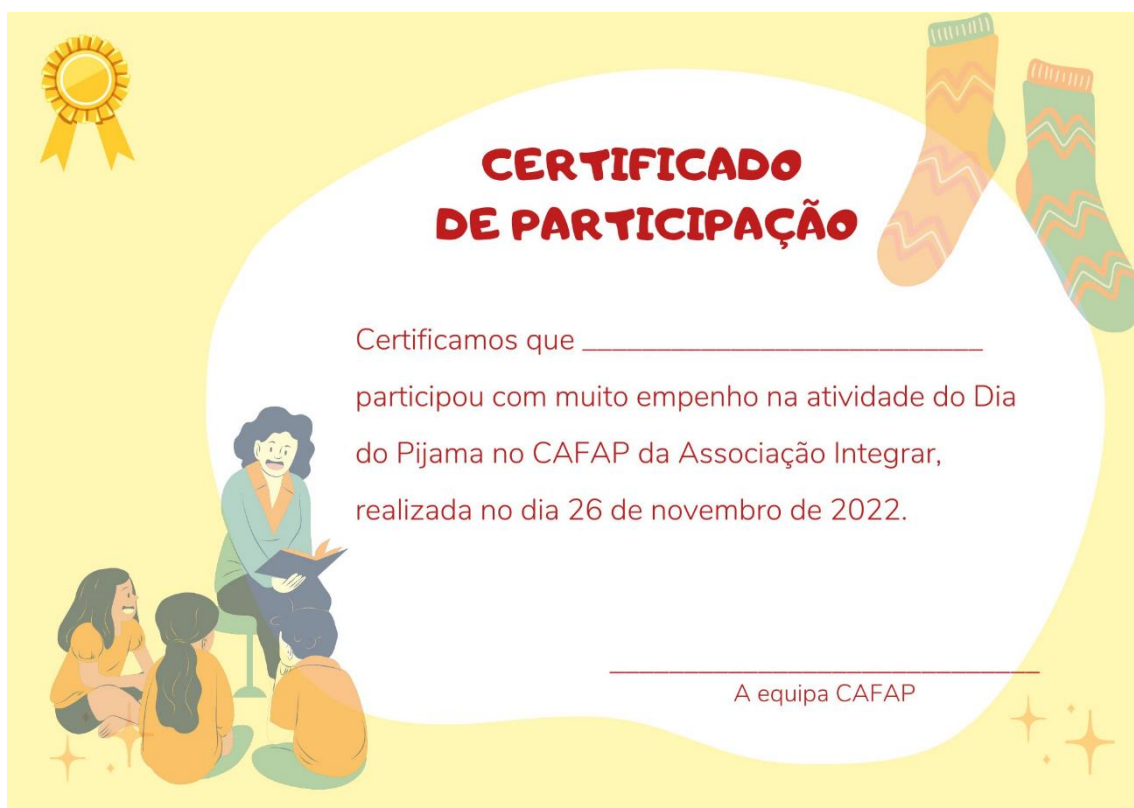 CERTIFICADO
DE PARTICIPAÇÃO
Certificamos que ___________________________
participou com muito empenho na atividade do Dia
do Pijama no CAFAP da Associação Integrar,
realizada no dia 26 de novembro de 2022.
_____________________________
A equipa CAFAP